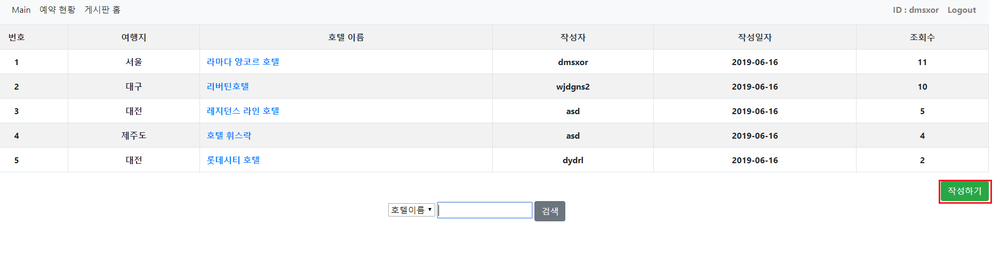 Main 예약 현황 게시판 홈 ID : dmsxor Logout
번호 여행지 호텔 이름 작성자 작성일자 조회수
1 서울 라마다 앙코르 호텔 dmsxor 2019-06-16 11
2 대구 리버틴호텔 wjdgns2 2019-06-16 10
3 대전 레지던스 라인 호텔 asd 2019-06-16 5
4 제주도 호텔 휘스락 asd 2019-06-16 4
5 대전 롯데시티 호텔 dydrl 2019-06-16 2
작성하기
호텔이름 검색